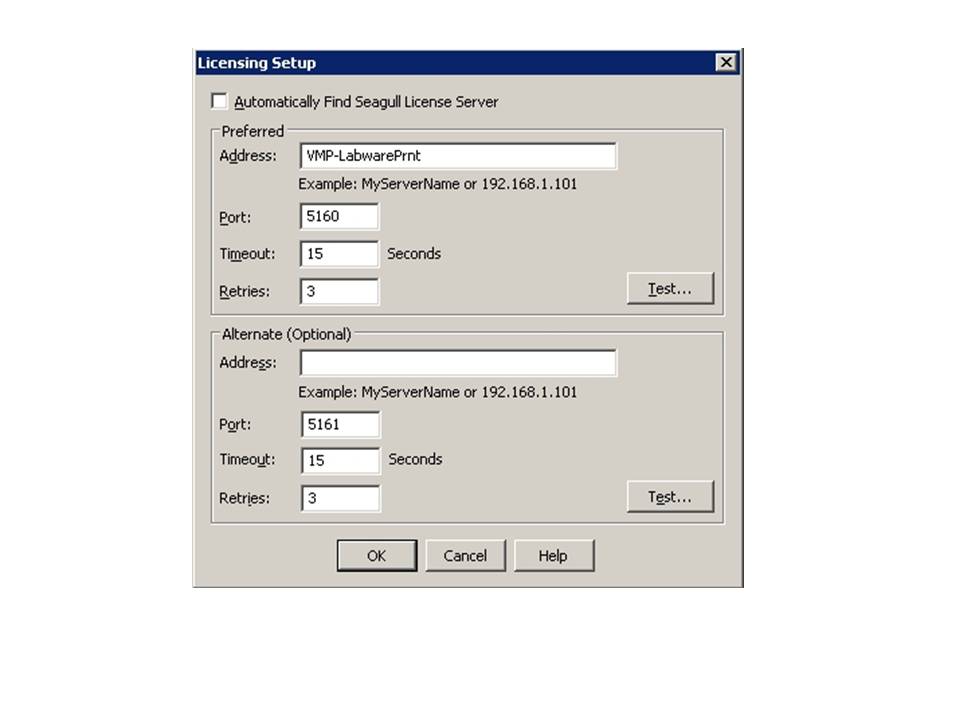 Licensing Setup
Automatically Find Seagull License Server
Preferred
Address: VMP-LabwarePrnt
Example: MyServerName or 192.168.1.101
Port: 5160
Timeout: 15 Seconds
Retries: 3
Test...
Alternate (Optional)
Address:
Example: MyServerName or 192.168.1.101
Port: 5161
Timeout: 15 Seconds
Retries: 3
Test...
OK Cancel Help